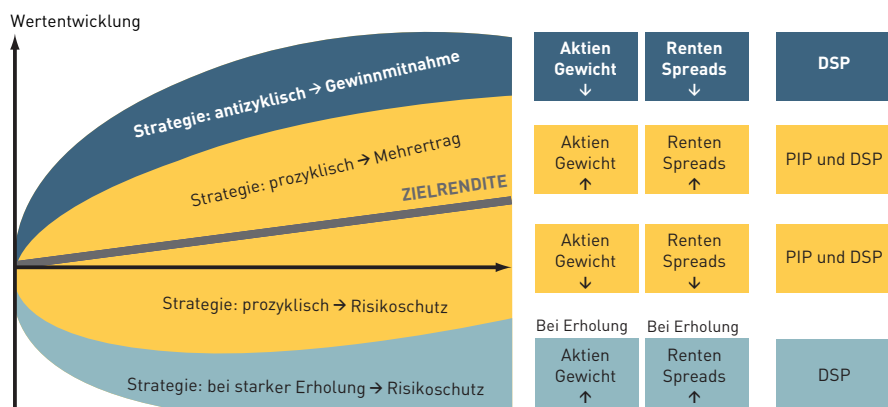 Wertentwicklung
Strategie: antizyklisch → Gewinnmitnahme
Strategie: prozyklisch → Mehrertrag
ZIELRENDITE
Strategie: prozyklisch → Risikoschutz
Strategie: bei starker Erholung → Risikoschutz
Aktien
Gewicht
↓
Renten
Spreads
↓
DSP
Aktien
Gewicht
↑
Renten
Spreads
↑
PIP und DSP
Aktien
Gewicht
↓
Renten
Spreads
↓
PIP und DSP
Bei Erholung
Aktien
Gewicht
↑
Bei Erholung
Renten
Spreads
↑
DSP